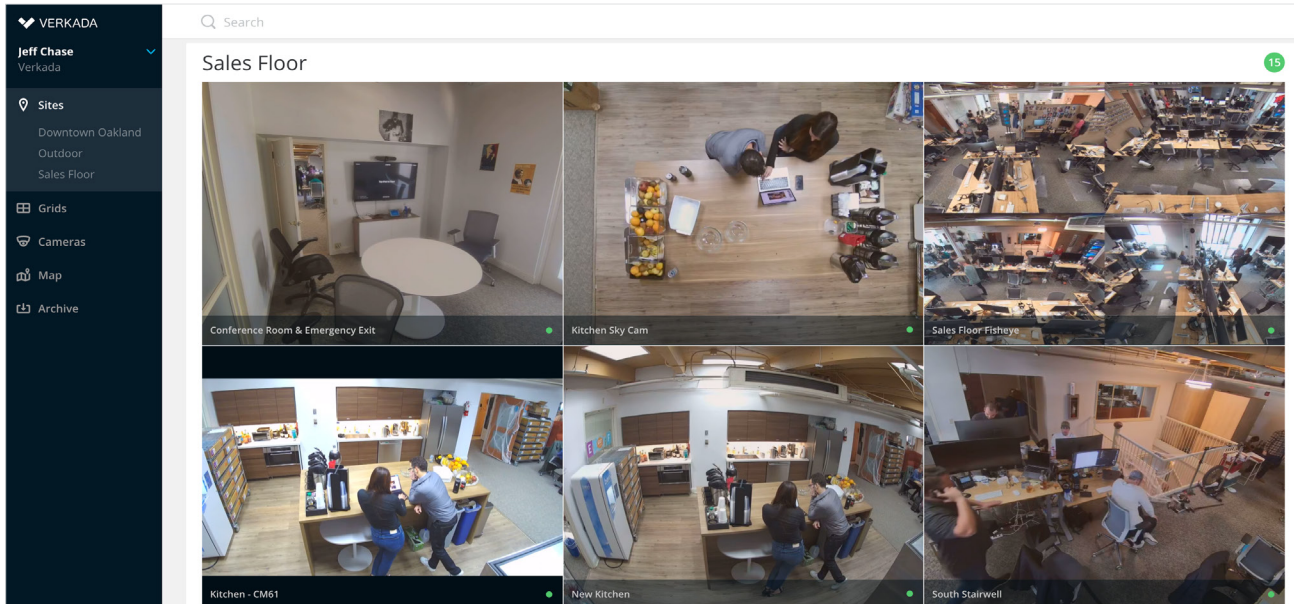 VERKADA
Search
Jeff Chase
Verkada
Sites
Downtown Oakland
Outdoor
Sales Floor
Grids
Cameras
Map
Archive
Sales Floor
15
Conference Room & Emergency Exit
Kitchen Sky Cam
Sales Floor Fisheye
Kitchen - CM61
New Kitchen
South Stairwell